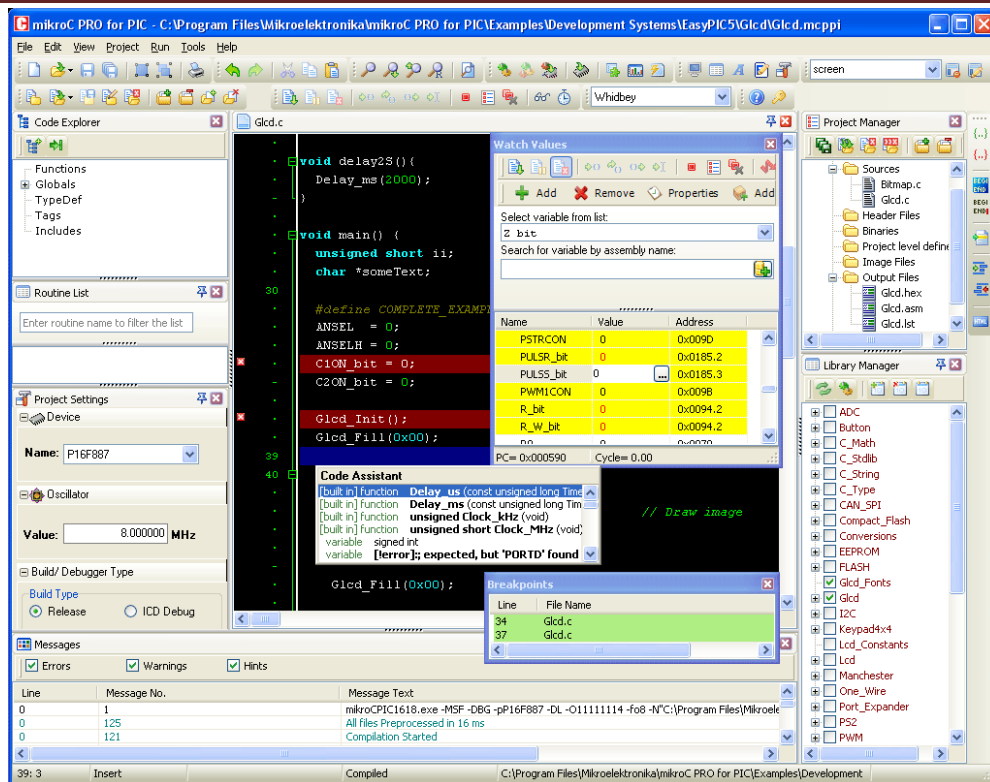 mikroC PRO for PIC - C:\Program Files\Mikroelektronika\mikroC PRO for PIC\Examples\Development Systems\EasyPIC5\Glcd\Glcd.mcppi
File Edit View Project Run Tools Help
screen
Whidbey
Code Explorer
Functions
Globals
TypeDef
Tags
Includes
Routine List
Enter routine name to filter the list
Project Settings
Device
Name: P16F887
Oscillator
Value: 8.000000 MHz
Build/ Debugger Type
Build Type
Release ICD Debug
Glcd.c
void delay2S(){
Delay_ms(2000);
}
void main() {
unsigned short ii;
char *someText;
30
#define COMPLETE_EXAMP
ANSEL = 0;
ANSELH = 0;
C1ON_bit = 0;
C2ON_bit = 0;
Glcd_Init();
Glcd_Fill(0x00);
39
40
// Draw image
Glcd_Fill(0x00);
Code Assistant
[built in] function Delay_us (const unsigned long Time
[built in] function Delay_ms (const unsigned long Tim
[built in] function unsigned Clock_kHz (void)
[built in] function unsigned short Clock_MHz (void)
variable signed int
variable [!error]:; expected, but 'PORTD' found
Watch Values
Add Remove Properties Add
Select variable from list:
Z bit
Search for variable by assembly name:
Name Value Address
PSTRCON 0 0x009D
PULSR_bit 0 0x0185.2
PULSS_bit 0 ... 0x0185.3
PWM1CON 0 0x009B
R_bit 0 0x0094.2
R_W_bit 0 0x0094.2
PC= 0x000590 Cycle= 0.00
Breakpoints
Line File Name
34 Glcd.c
37 Glcd.c
Project Manager
Sources
Bitmap.c
Glcd.c
Header Files
Binaries
Project level define
Image Files
Output Files
Glcd.hex
Glcd.asm
Glcd.lst
Library Manager
ADC
Button
C_Math
C_Stdlib
C_String
C_Type
CAN_SPI
Compact_Flash
Conversions
EEPROM
FLASH
Glcd_Fonts
Glcd
I2C
Keypad4x4
Lcd_Constants
Lcd
Manchester
One_Wire
Port_Expander
PS2
PWM
Messages
Errors Warnings Hints
Line Message No. Message Text
0 1 mikroCPIC1618.exe -MSF -DBG -pP16F887 -DL -O11111114 -fo8 -N"C:\Program Files\Mikroele
0 125 All files Preprocessed in 16 ms
0 121 Compilation Started
39: 3 Insert Compiled C:\Program Files\Mikroelektronika\mikroC PRO for PIC\Examples\Development